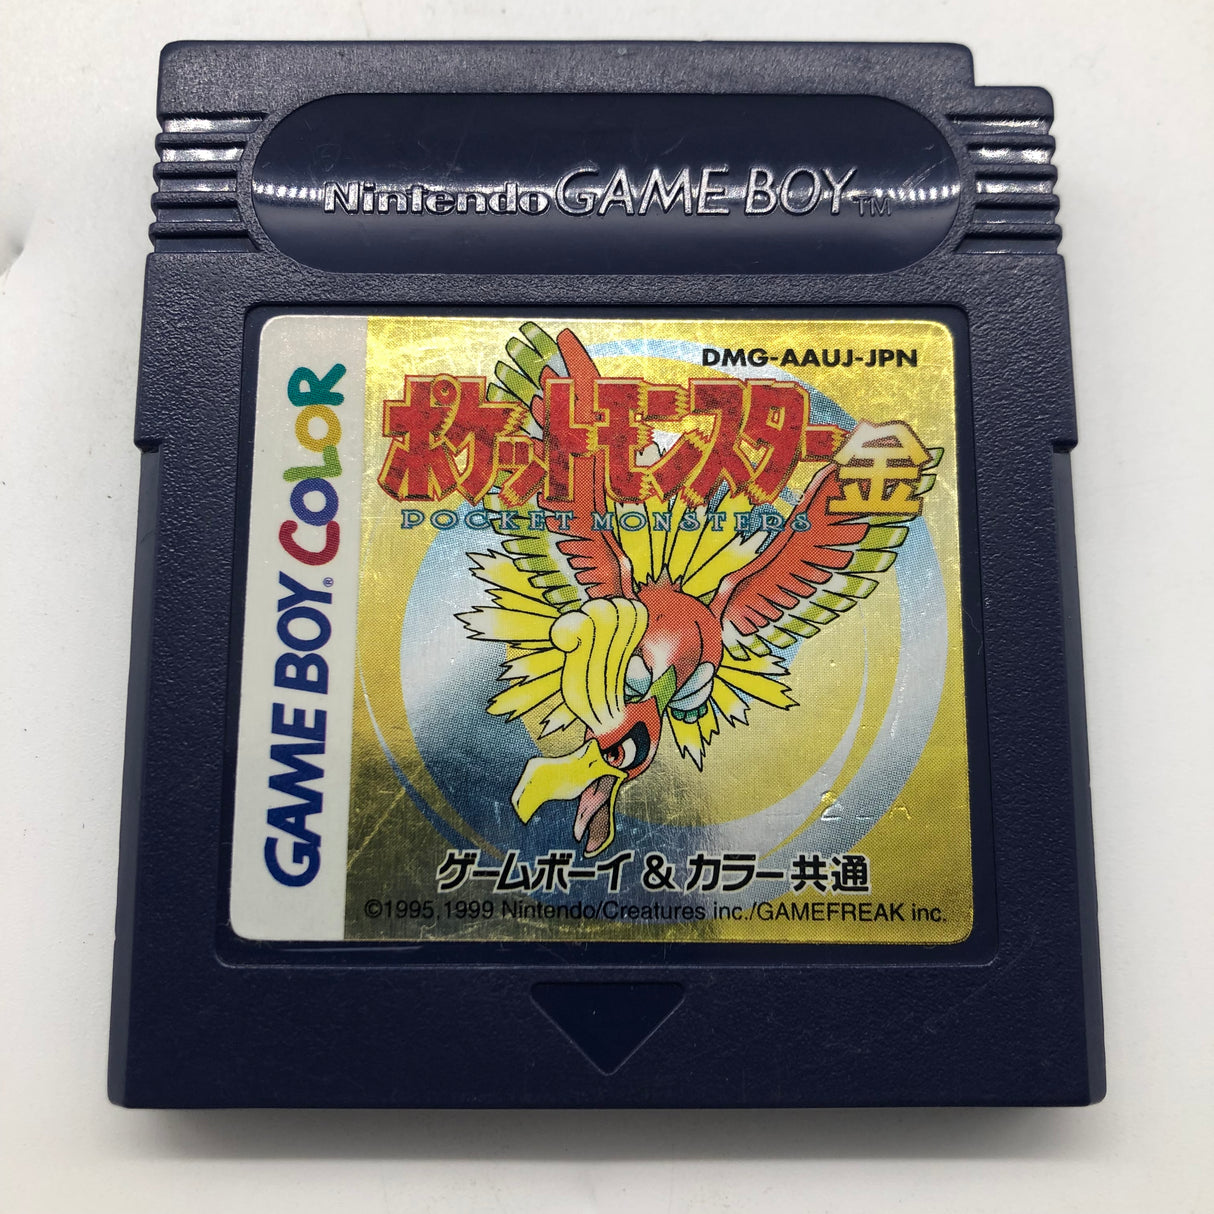 Nintendo GAME BOY™
GAME BOY® COLOR
DMG-AAUJ-JPN
ポケットモンスター金
POCKET MONSTERS
ゲームボーイ & カラー共通
©1995,1999 Nintendo/Creatures inc./GAMEFREAK inc.